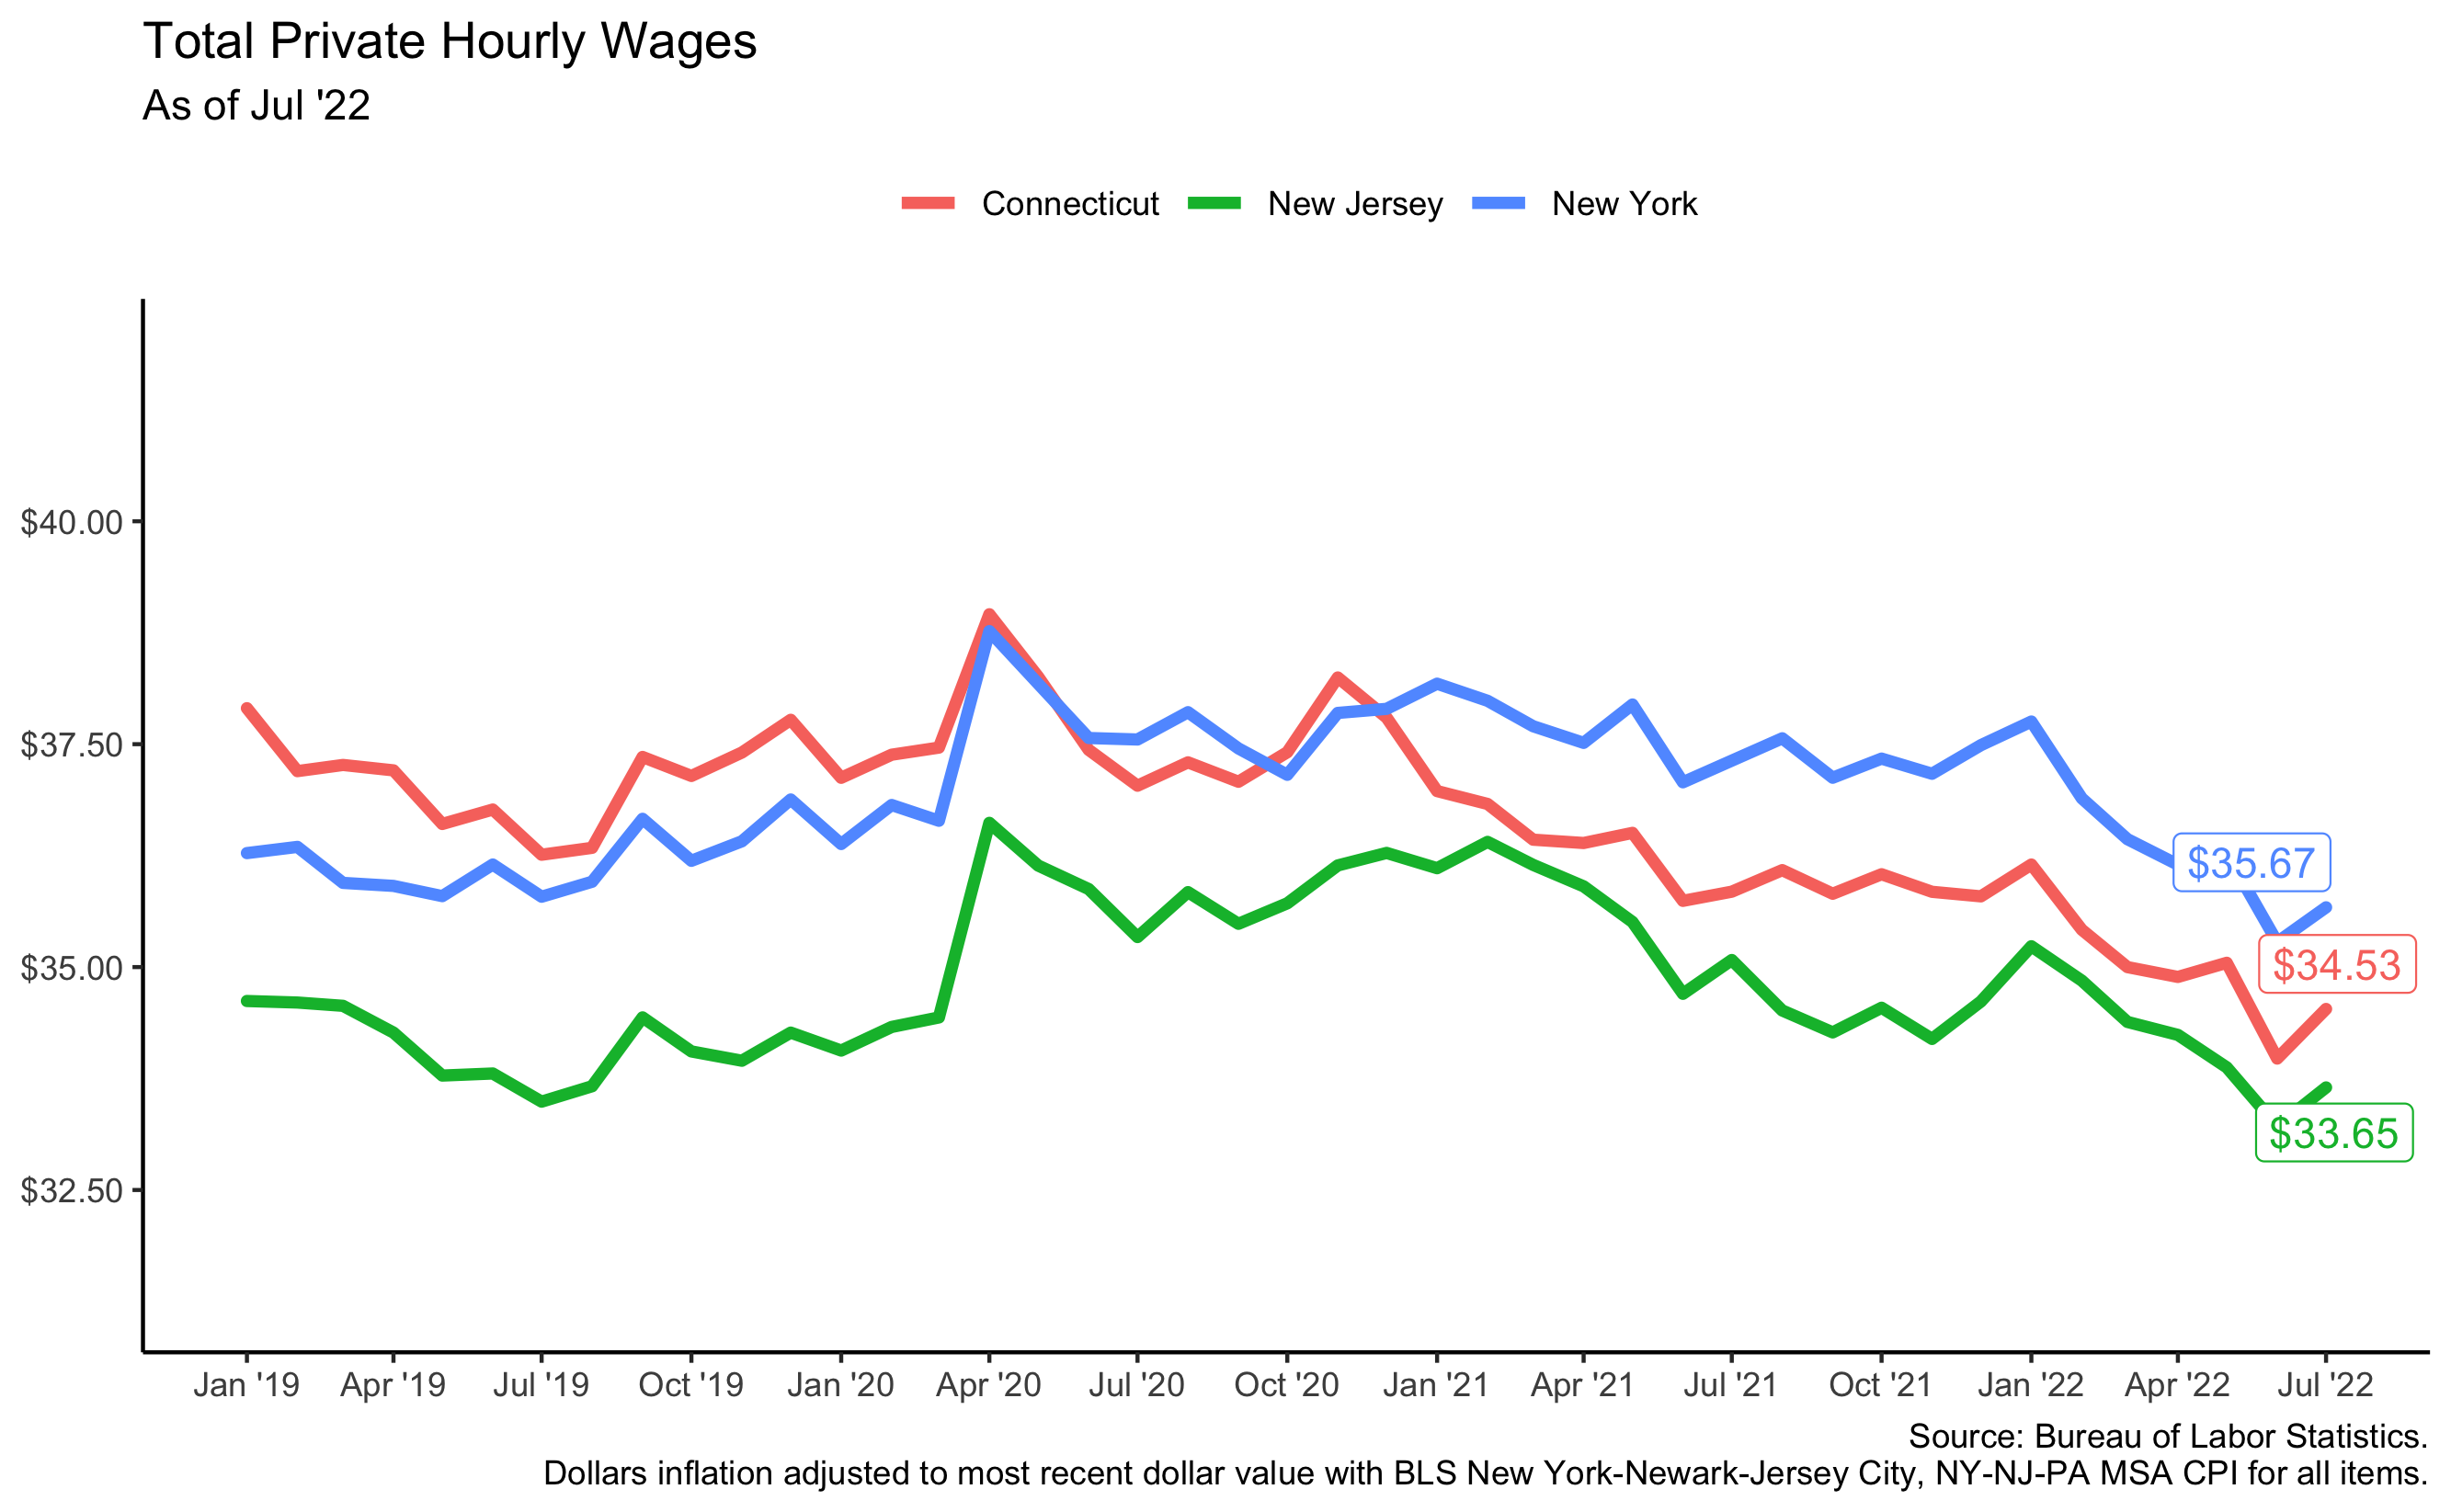 Total Private Hourly Wages
As of Jul '22
Connecticut New Jersey New York
$40.00
$37.50
$35.00
$32.50
$35.67
$34.53
$33.65
Jan '19 Apr '19 Jul '19 Oct '19 Jan '20 Apr '20 Jul '20 Oct '20 Jan '21 Apr '21 Jul '21 Oct '21 Jan '22 Apr '22 Jul '22
Source: Bureau of Labor Statistics.
Dollars inflation adjusted to most recent dollar value with BLS New York-Newark-Jersey City, NY-NJ-PA MSA CPI for all items.